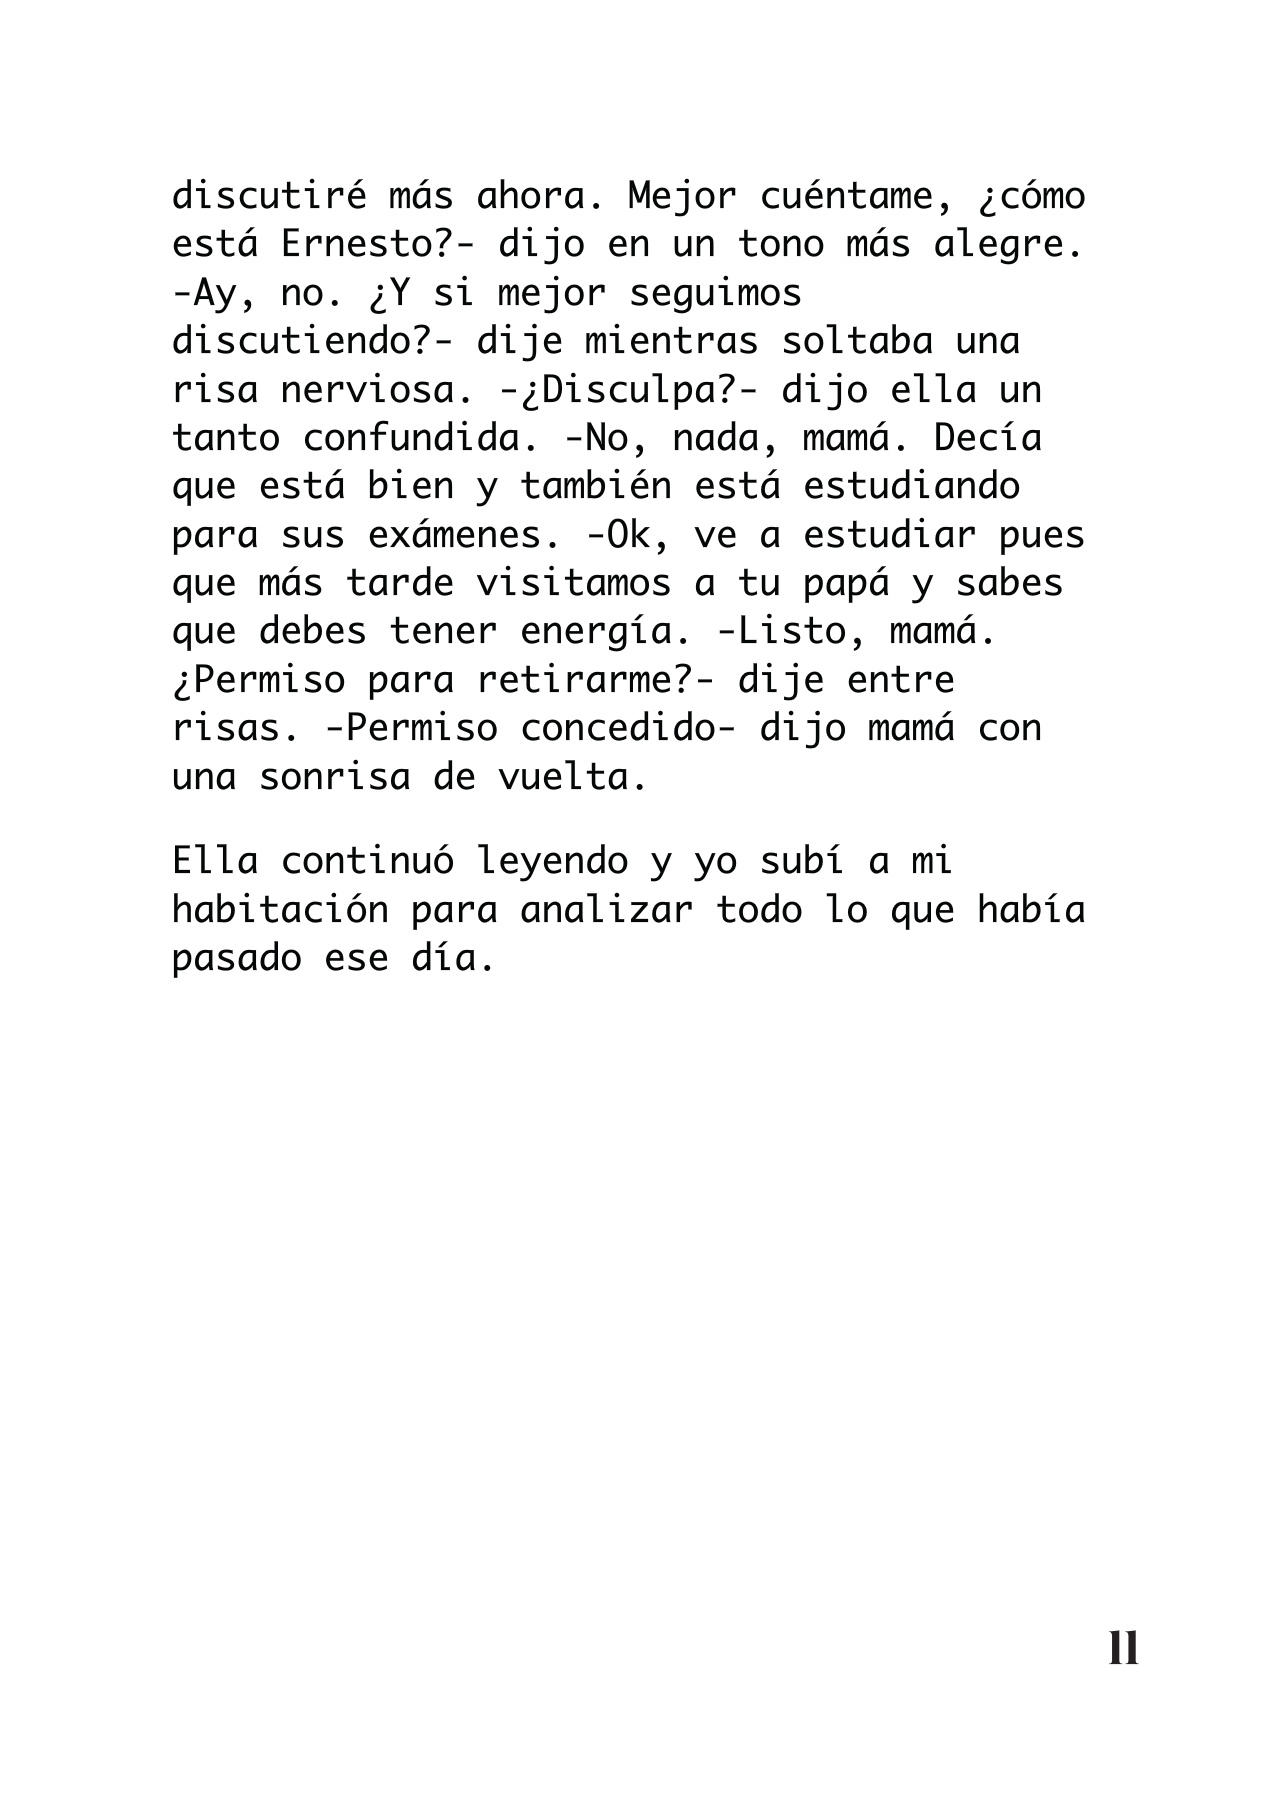 discutiré más ahora. Mejor cuéntame, ¿cómo
está Ernesto?- dijo en un tono más alegre.
-Ay, no. ¿Y si mejor seguimos
discutiendo?- dije mientras soltaba una
risa nerviosa. -¿Disculpa?- dijo ella un
tanto confundida. -No, nada, mamá. Decía
que está bien y también está estudiando
para sus exámenes. -Ok, ve a estudiar pues
que más tarde visitamos a tu papá y sabes
que debes tener energía. -Listo, mamá.
¿Permiso para retirarme?- dije entre
risas. -Permiso concedido- dijo mamá con
una sonrisa de vuelta.
Ella continuó leyendo y yo subí a mi
habitación para analizar todo lo que había
pasado ese día.
11